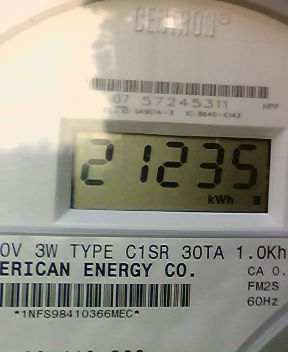 CENTRON®
07 57245311 HPP
21235
kWh
0V 3W TYPE C1SR 30TA 1.0Kh
ERICAN ENERGY CO.
CA 0.
FM2S
60Hz
*1NFS98410366MEC*